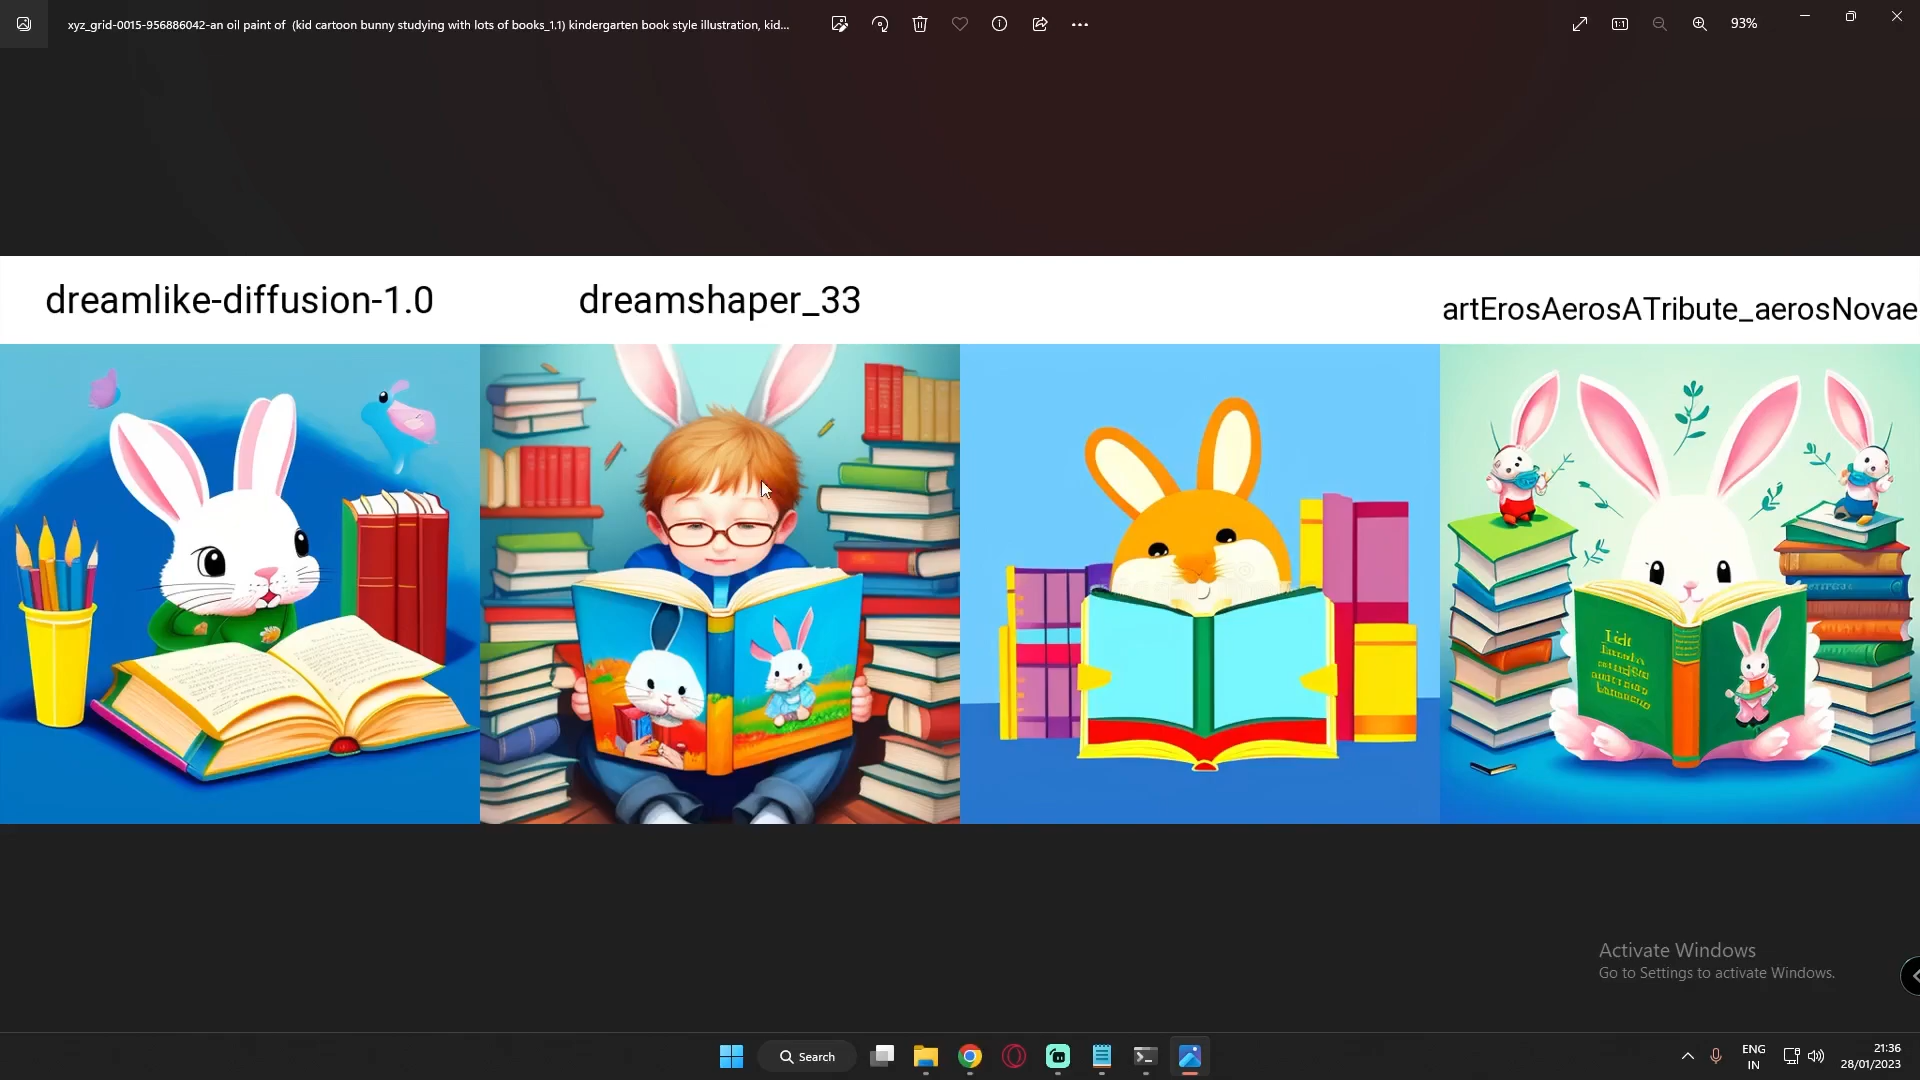 xyz_grid-0015-956886042-an oil paint of (kid cartoon bunny studying with lots of books_1.1) kindergarten book style illustration, kid...
93%
dreamlike-diffusion-1.0
dreamshaper_33
artErosAerosATribute_aerosNovae
Activate Windows
Go to Settings to activate Windows.
Search
ENG
IN
21:36
28/01/2023